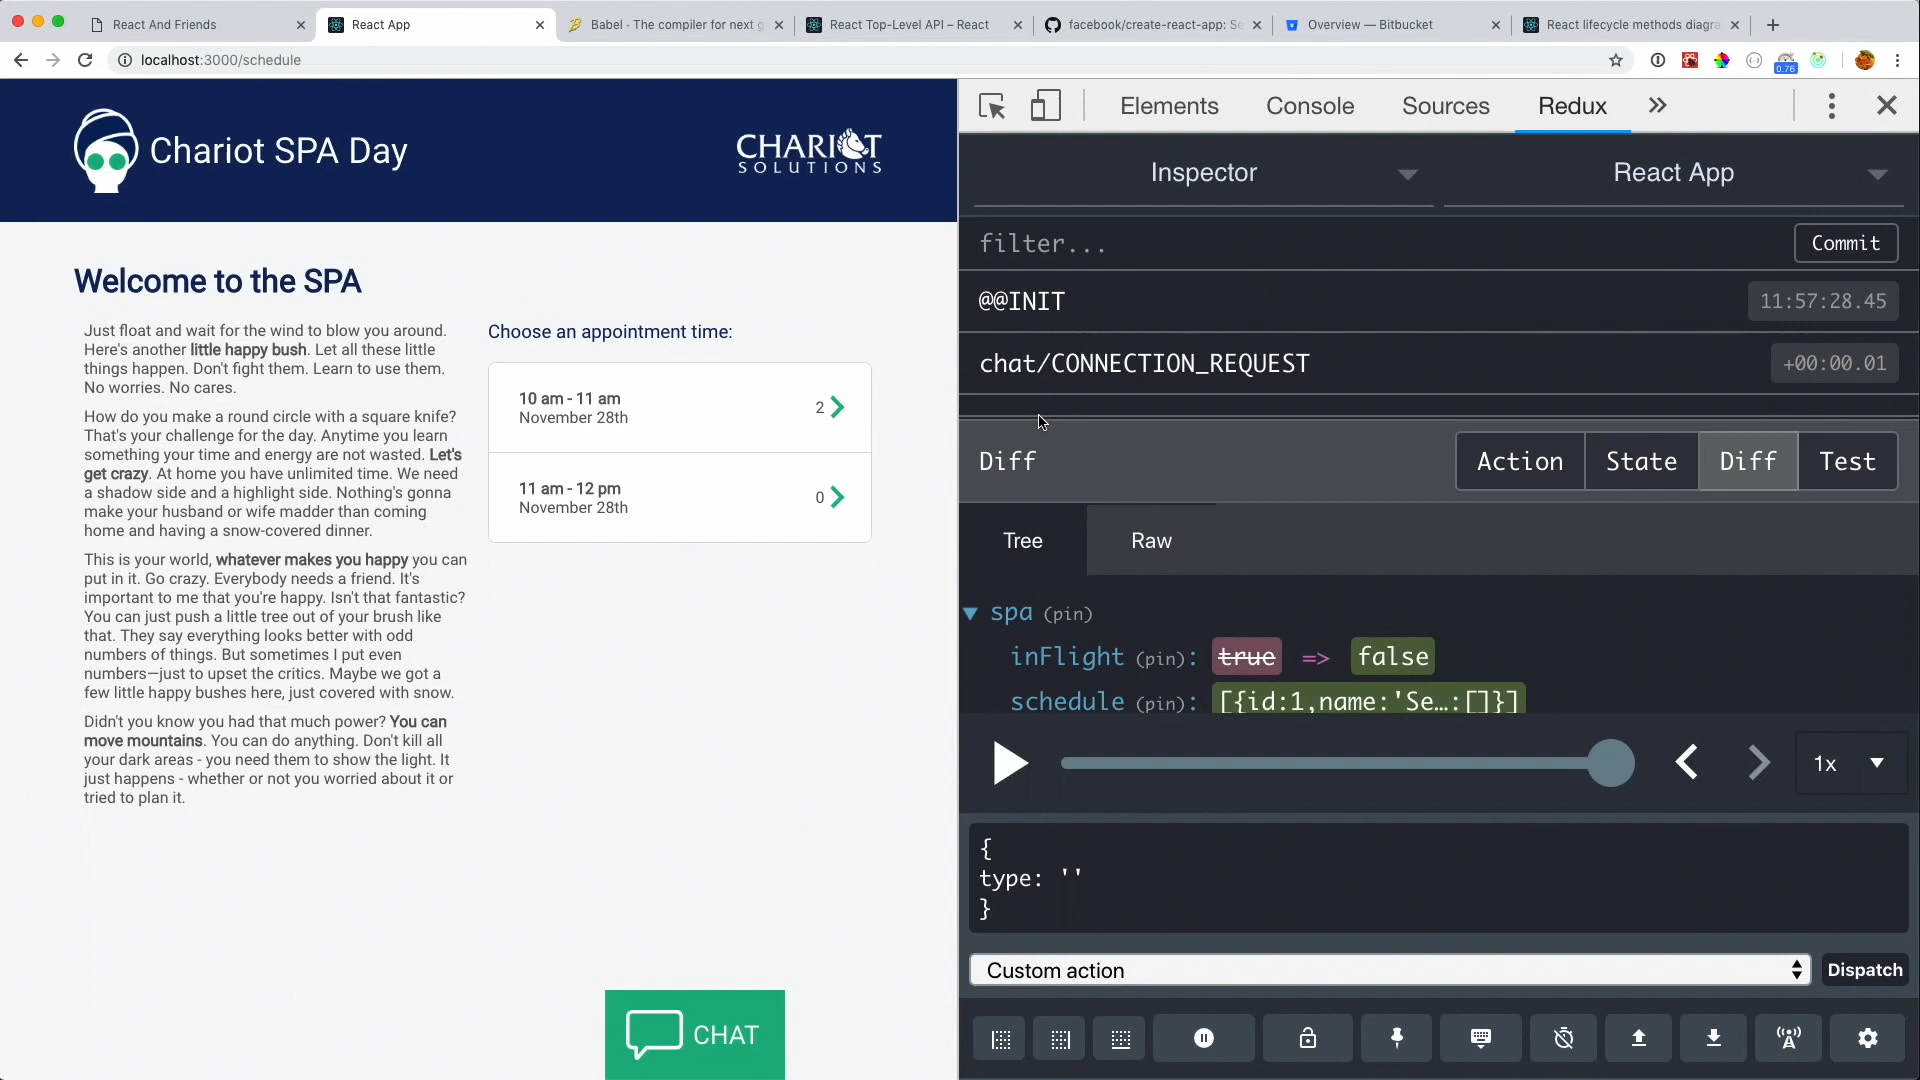 React And Friends
React App
Babel · The compiler for next g
React Top-Level API – React
facebook/create-react-app: Se
Overview — Bitbucket
React lifecycle methods diagra
localhost:3000/schedule
0.76
Chariot SPA Day
CHARIOT
SOLUTIONS
Welcome to the SPA
Just float and wait for the wind to blow you around.
Here's another little happy bush. Let all these little
things happen. Don't fight them. Learn to use them.
No worries. No cares.
How do you make a round circle with a square knife?
That's your challenge for the day. Anytime you learn
something your time and energy are not wasted. Let's
get crazy. At home you have unlimited time. We need
a shadow side and a highlight side. Nothing's gonna
make your husband or wife madder than coming
home and having a snow-covered dinner.
This is your world, whatever makes you happy you can
put in it. Go crazy. Everybody needs a friend. It's
important to me that you're happy. Isn't that fantastic?
You can just push a little tree out of your brush like
that. They say everything looks better with odd
numbers of things. But sometimes I put even
numbers—just to upset the critics. Maybe we got a
few little happy bushes here, just covered with snow.
Didn't you know you had that much power? You can
move mountains. You can do anything. Don't kill all
your dark areas - you need them to show the light. It
just happens - whether or not you worried about it or
tried to plan it.
Choose an appointment time:
10 am - 11 am
November 28th
2
11 am - 12 pm
November 28th
0
CHAT
Elements
Console
Sources
Redux
Inspector
React App
filter...
Commit
@@INIT
11:57:28.45
chat/CONNECTION_REQUEST
+00:00.01
Diff
Action
State
Diff
Test
Tree
Raw
spa (pin)
inFlight (pin): true => false
schedule (pin): [{id:1,name:'Se…:[]}]
1x
{
type: ''
}
Custom action
Dispatch